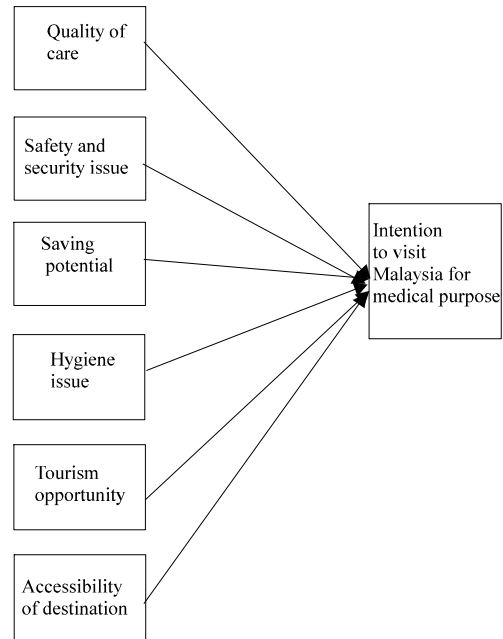 Quality of
care
Safety and
security issue
Saving
potential
Intention
to visit
Malaysia for
medical purpose
Hygiene
issue
Tourism
opportunity
Accessibility
of destination